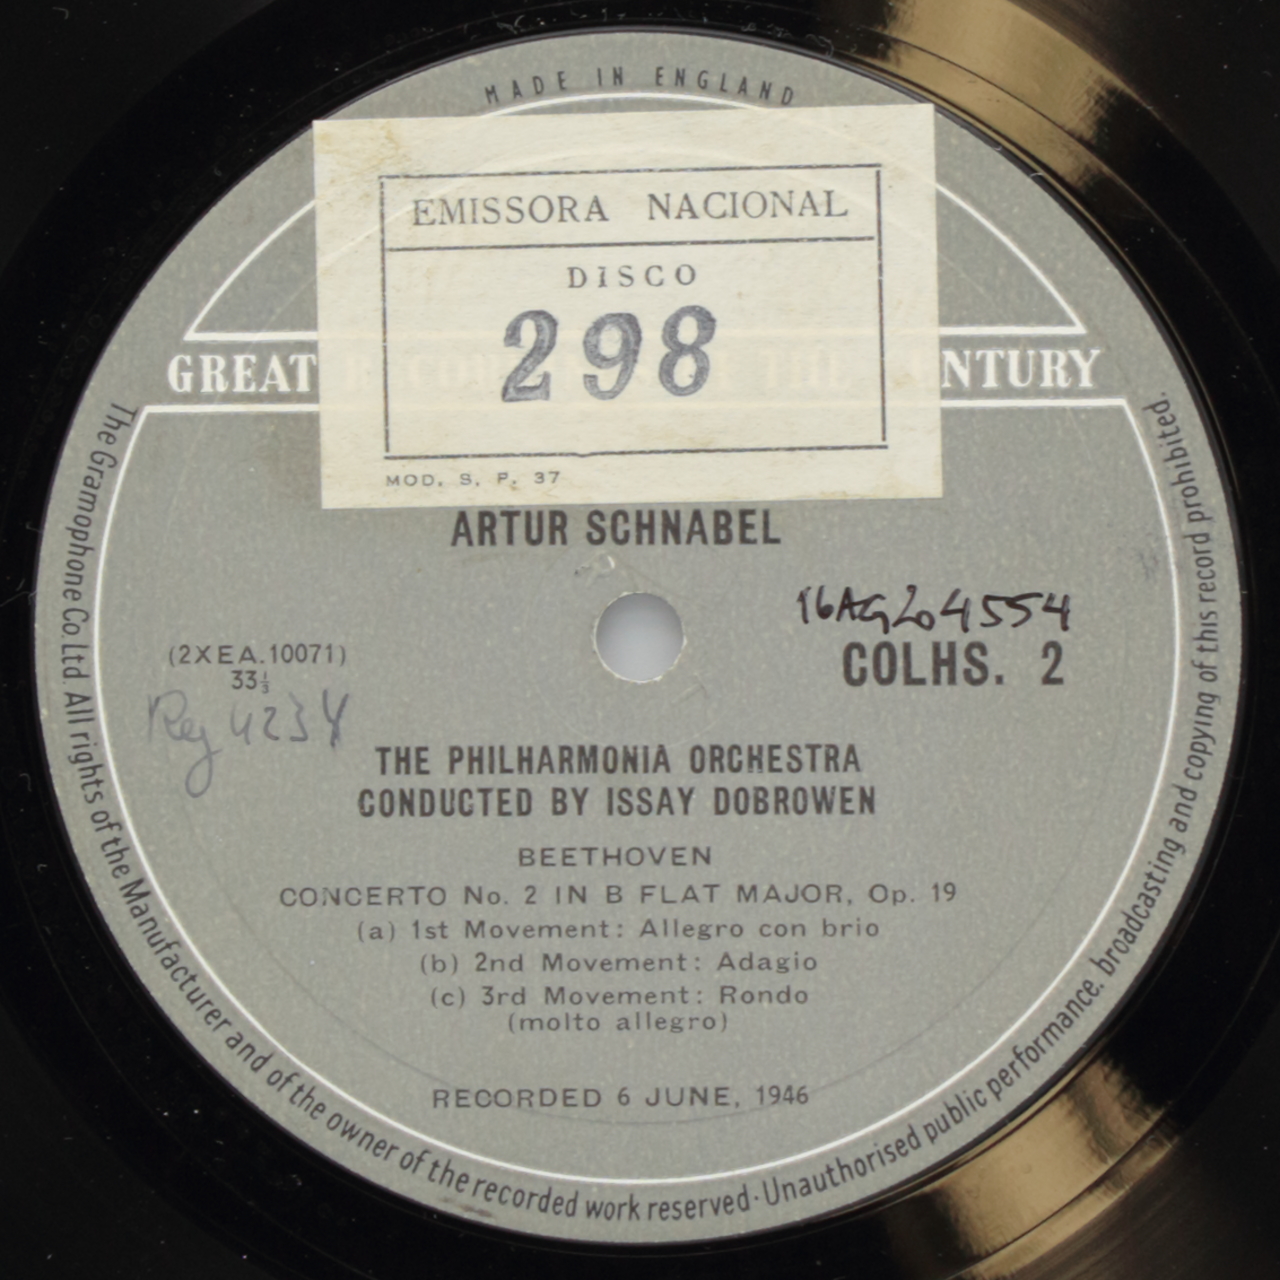 MADE IN ENGLAND
EMISSORA NACIONAL
DISCO
298
MOD. S. P. 37
GREAT RECORDINGS OF THE CENTURY
ARTUR SCHNABEL
16AG204554
(2XEA.10071)
COLHS. 2
33⅓
Reg 4234
THE PHILHARMONIA ORCHESTRA
CONDUCTED BY ISSAY DOBROWEN
BEETHOVEN
CONCERTO No. 2 IN B FLAT MAJOR, Op. 19
(a) 1st Movement: Allegro con brio
(b) 2nd Movement: Adagio
(c) 3rd Movement: Rondo
(molto allegro)
RECORDED 6 JUNE, 1946
The Gramophone Co. Ltd. All rights of the Manufacturer and of the owner of the recorded work reserved · Unauthorised public performance, broadcasting and copying of this record prohibited.